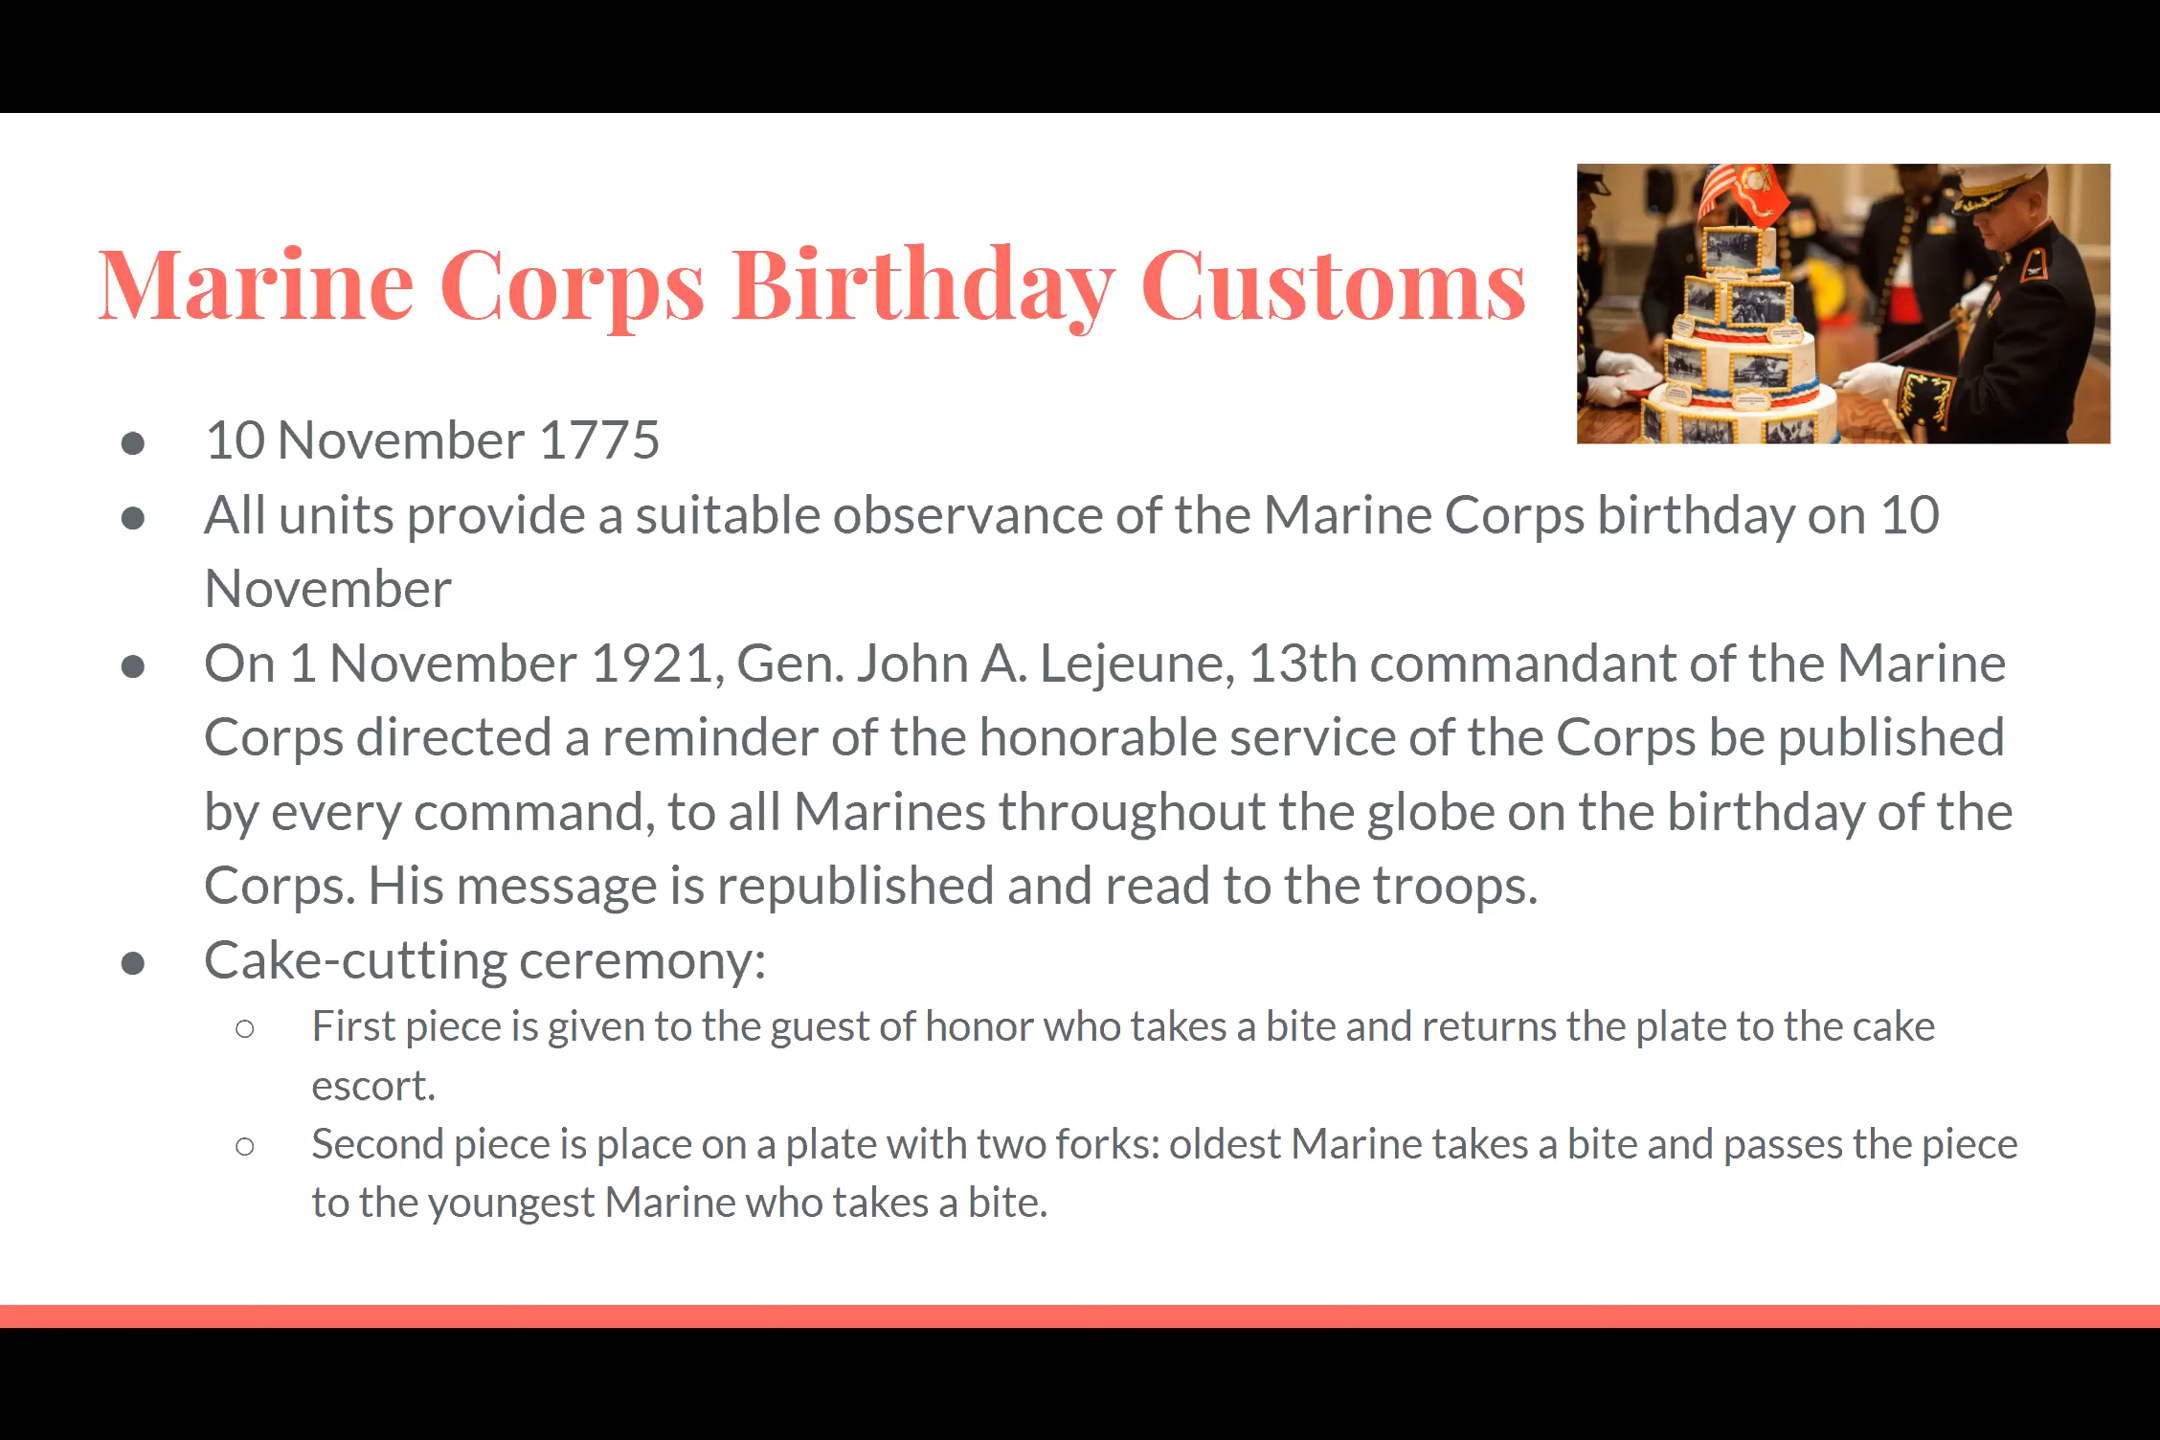 Marine Corps Birthday Customs
● 10 November 1775
● All units provide a suitable observance of the Marine Corps birthday on 10
November
● On 1 November 1921, Gen. John A. Lejeune, 13th commandant of the Marine
Corps directed a reminder of the honorable service of the Corps be published
by every command, to all Marines throughout the globe on the birthday of the
Corps. His message is republished and read to the troops.
● Cake-cutting ceremony:
○ First piece is given to the guest of honor who takes a bite and returns the plate to the cake
escort.
○ Second piece is place on a plate with two forks: oldest Marine takes a bite and passes the piece
to the youngest Marine who takes a bite.